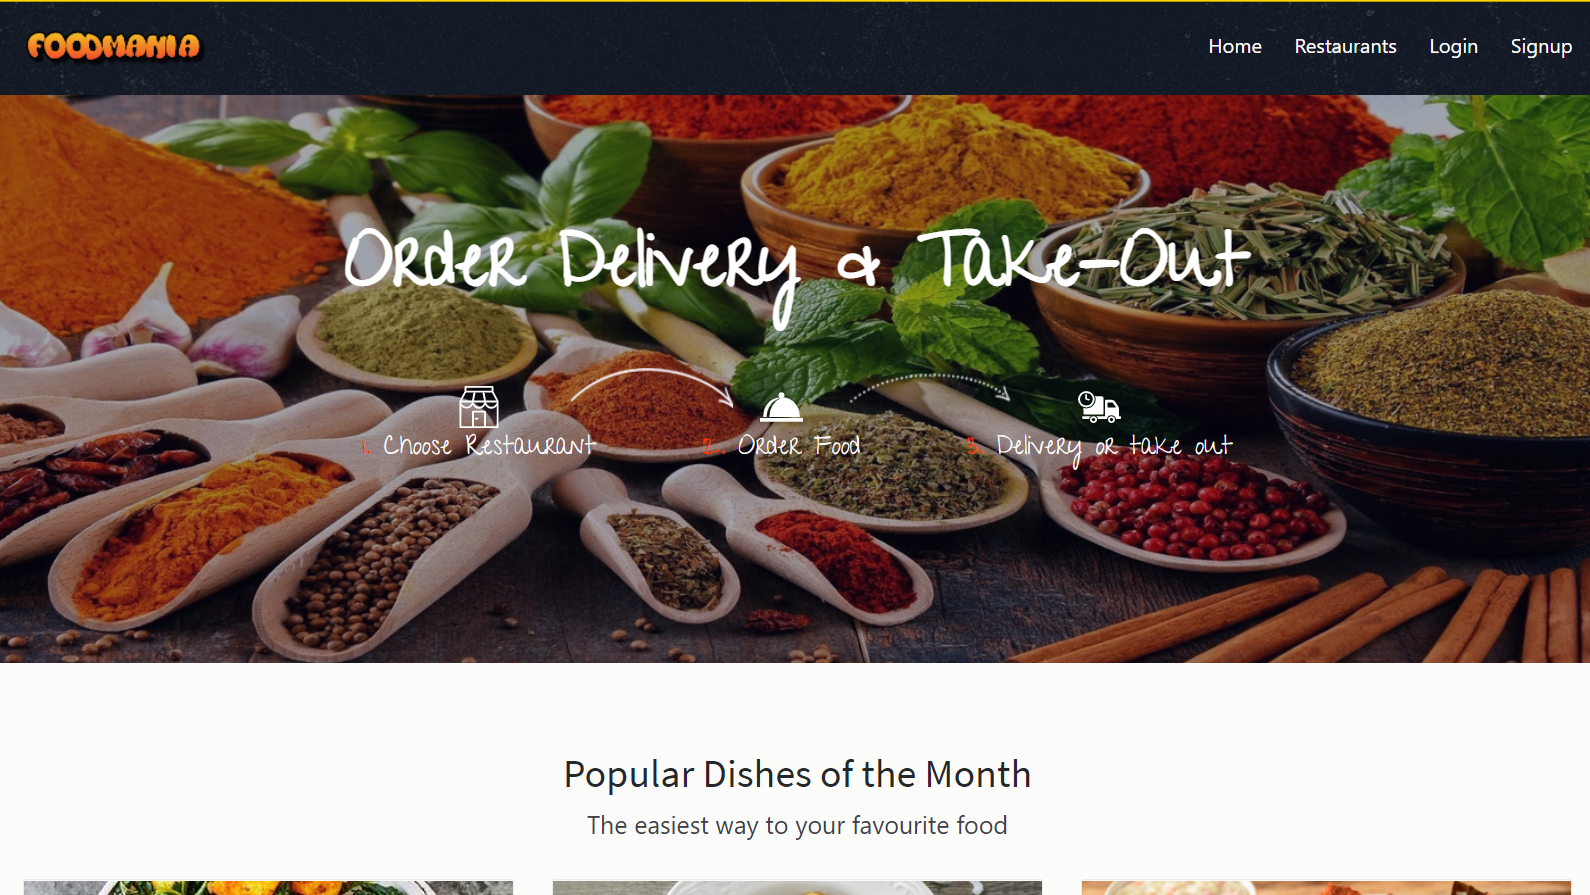 FOODMANIA
Home Restaurants Login Signup
Order Delivery & Take-Out
1. Choose Restaurant 2. Order Food 3. Delivery or take out
Popular Dishes of the Month
The easiest way to your favourite food